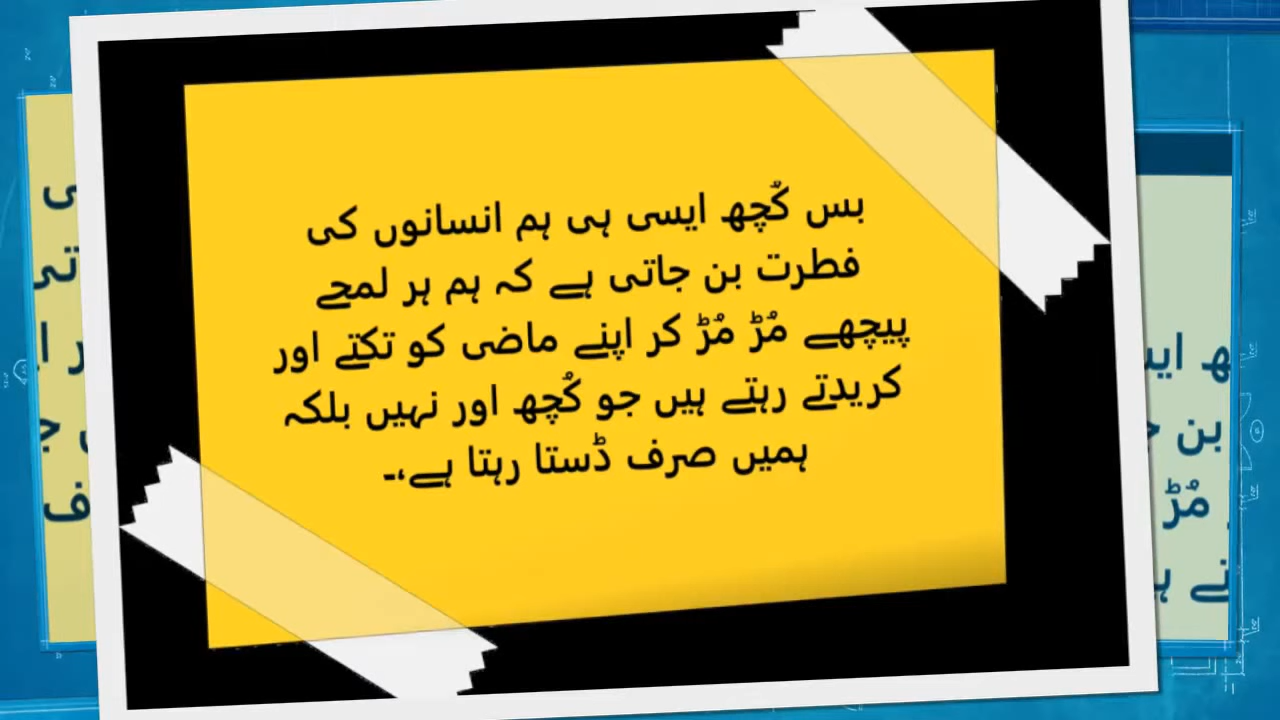 بس کُچھ ایسی ہی ہم انسانوں کی
فطرت بن جاتی ہے کہ ہم ہر لمحے
پیچھے مُڑ مُڑ کر اپنے ماضی کو تکتے اور
کریدتے رہتے ہیں جو کُچھ اور نہیں بلکہ
ہمیں صرف ڈستا رہتا ہے،۔